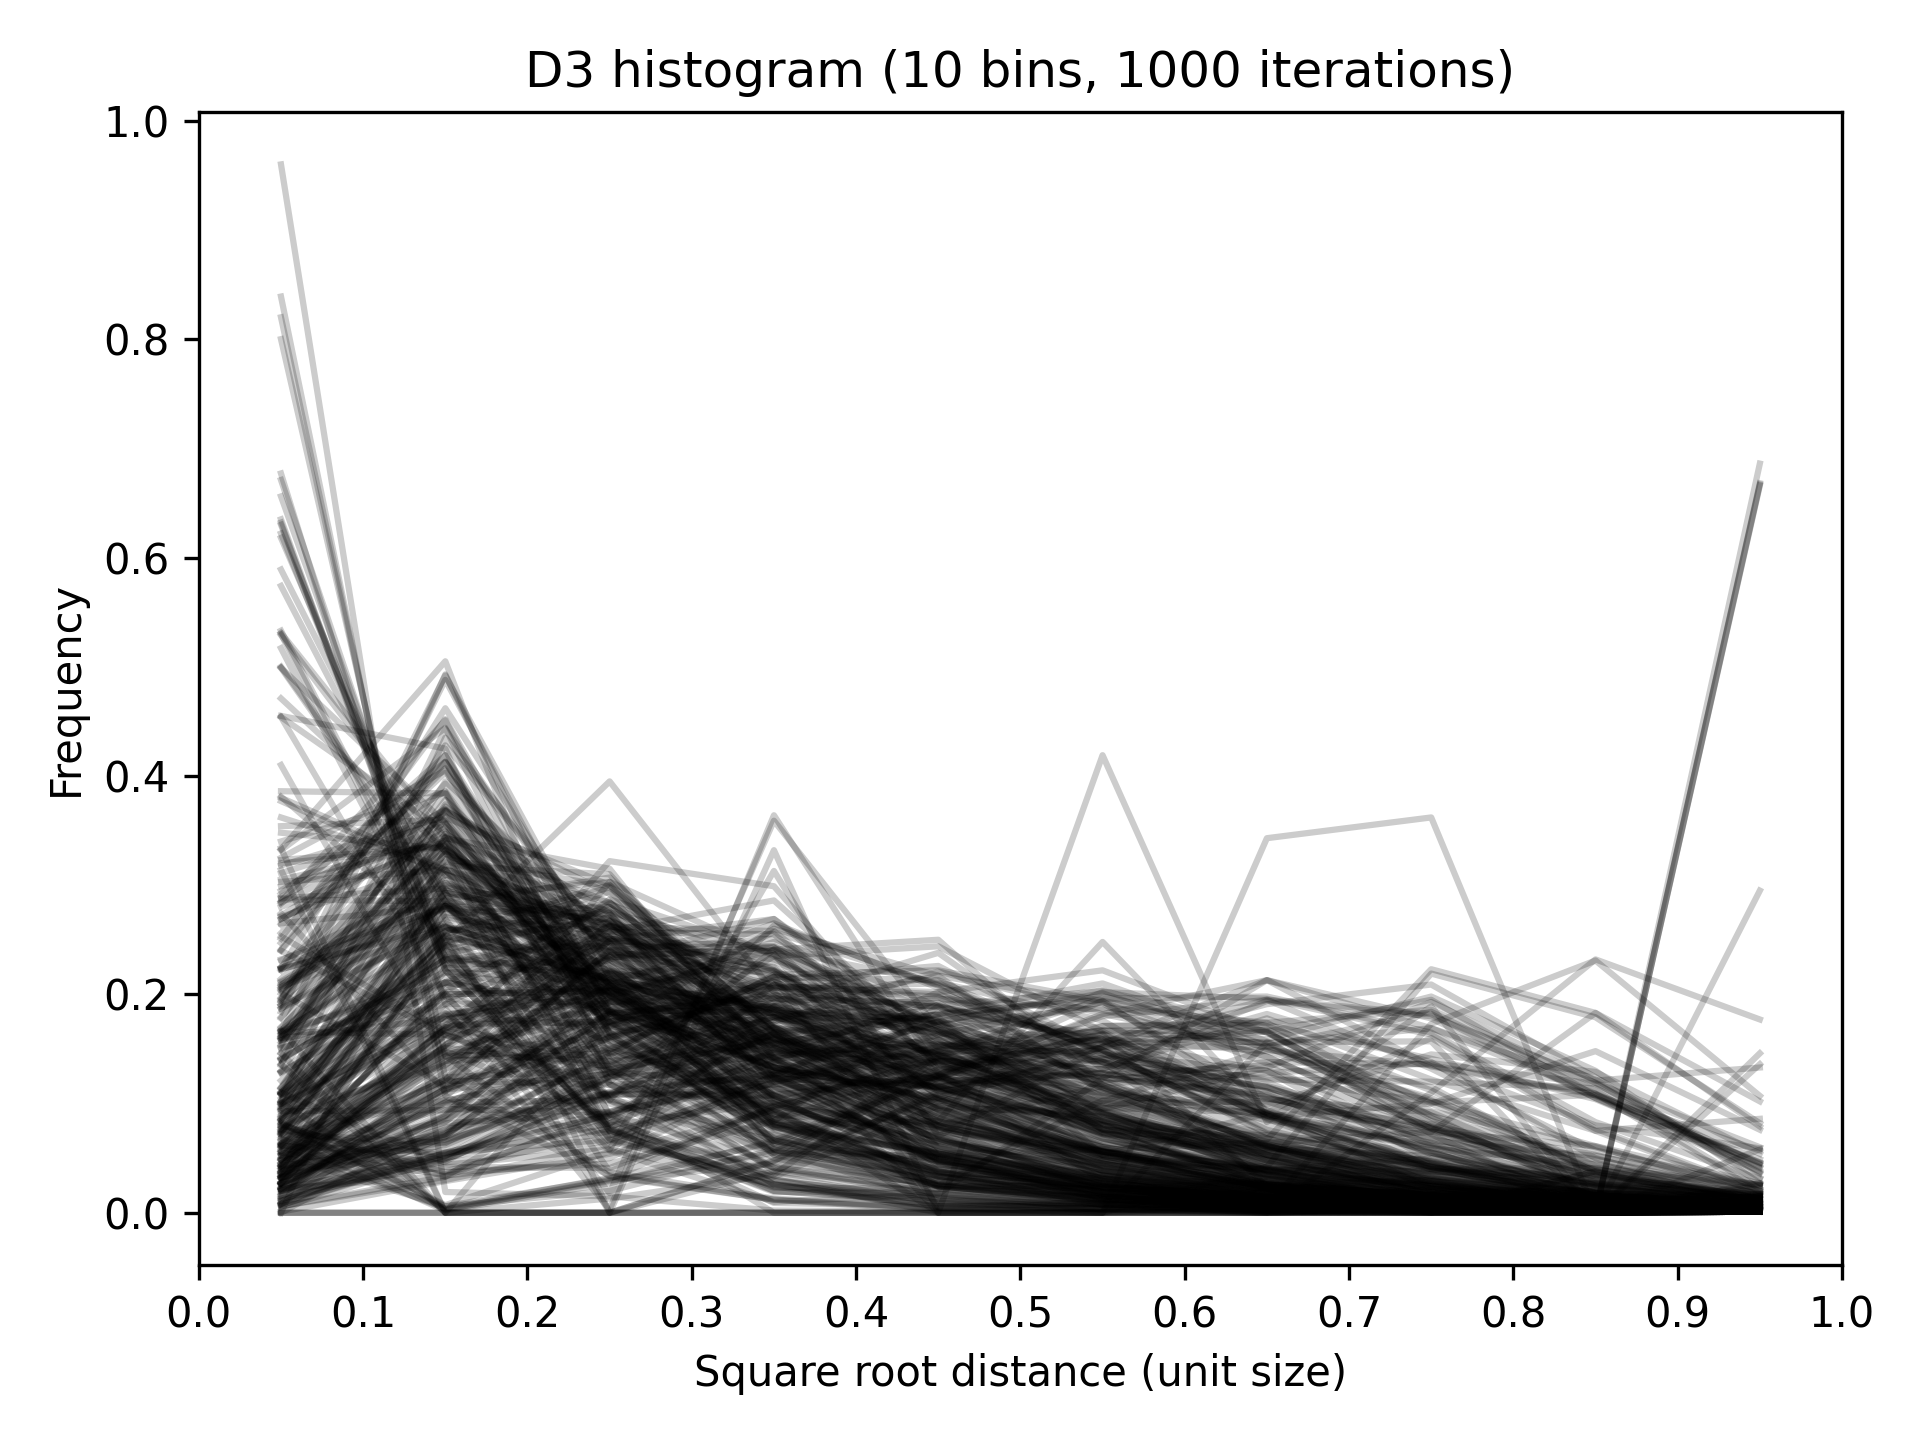 D3 histogram (10 bins, 1000 iterations)
1.0
0.8
0.6
0.4
0.2
0.0
Frequency
0.0 0.1 0.2 0.3 0.4 0.5 0.6 0.7 0.8 0.9 1.0
Square root distance (unit size)